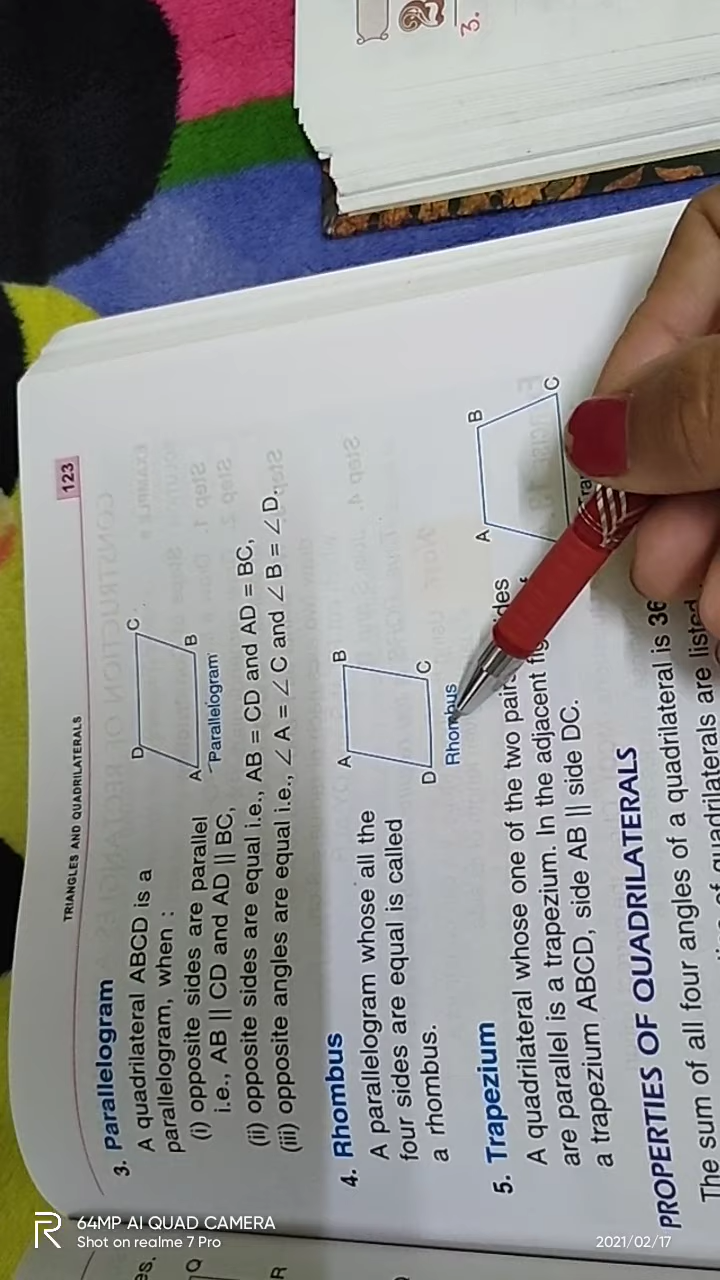 TRIANGLES AND QUADRILATERALS
123
3. Parallelogram
A quadrilateral ABCD is a
parallelogram, when :
(i) opposite sides are parallel
i.e., AB || CD and AD || BC,
D
C
A
B
Parallelogram
(ii) opposite sides are equal i.e., AB = CD and AD = BC,
(iii) opposite angles are equal i.e., ∠A = ∠C and ∠B = ∠D.
4. Rhombus
A parallelogram whose all the
four sides are equal is called
a rhombus.
A
B
D
C
Rhombus
5. Trapezium
A quadrilateral whose one of the two
are parallel is a trapezium. In the adjacent
a trapezium ABCD, side AB || side DC.
A
B
C
PROPERTIES OF QUADRILATERALS
The sum of all four angles of a quadrilateral is
quadrilaterals are listed
3.
es.
Q
R
64MP AI QUAD CAMERA
Shot on realme 7 Pro
2021/02/17